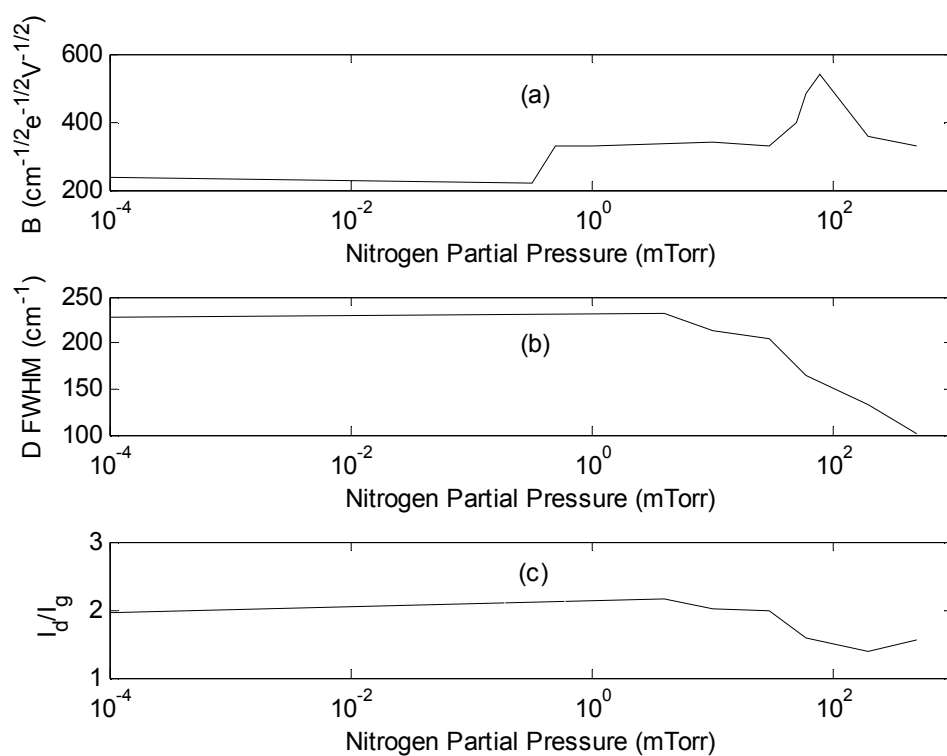 600
400
200
B (cm^-1/2 e^-1/2 V^-1/2)
(a)
10^-4 10^-2 10^0 10^2
Nitrogen Partial Pressure (mTorr)
250
200
150
100
D FWHM (cm^-1)
(b)
10^-4 10^-2 10^0 10^2
Nitrogen Partial Pressure (mTorr)
3
2
1
I_d/I_g
(c)
10^-4 10^-2 10^0 10^2
Nitrogen Partial Pressure (mTorr)